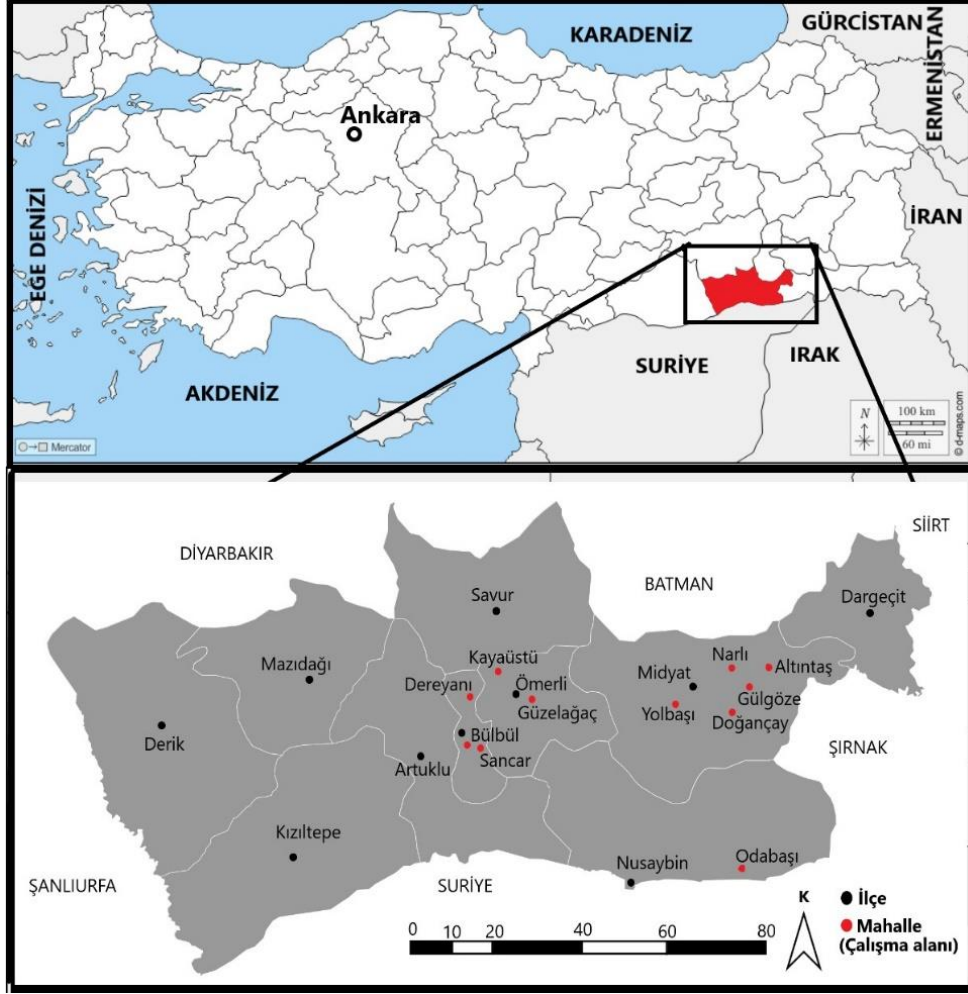 KARADENİZ
GÜRCİSTAN
ERMENİSTAN
Ankara
İRAN
EGE DENİZİ
SURİYE
IRAK
AKDENİZ
N
100 km
60 mi
© d-maps.com
Mercator
SİİRT
DİYARBAKIR
BATMAN
Dargeçit
Savur
Kayaüstü
Narlı
Altıntaş
Mazıdağı
Midyat
Dereyanı
Ömerli
Gülgöze
Güzelağaç
Yolbaşı
Doğançay
Derik
Bülbül
Sancar
Artuklu
ŞIRNAK
Kızıltepe
Nusaybin
Odabaşı
ŞANLIURFA
SURİYE
K
İlçe
Mahalle
(Çalışma alanı)
0 10 20 40 60 80